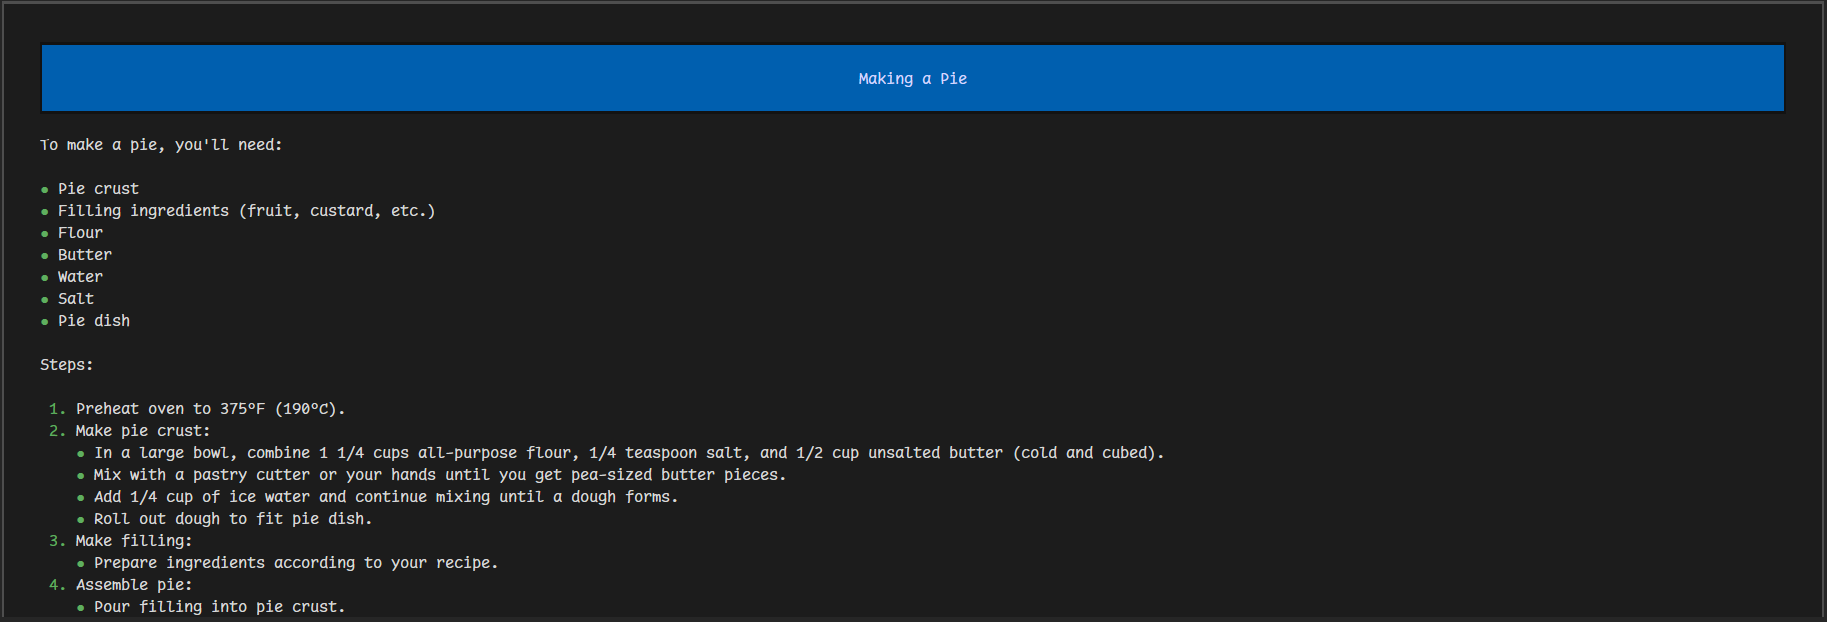 Making a Pie
To make a pie, you'll need:
• Pie crust
• Filling ingredients (fruit, custard, etc.)
• Flour
• Butter
• Water
• Salt
• Pie dish
Steps:
1. Preheat oven to 375°F (190°C).
2. Make pie crust:
• In a large bowl, combine 1 1/4 cups all-purpose flour, 1/4 teaspoon salt, and 1/2 cup unsalted butter (cold and cubed).
• Mix with a pastry cutter or your hands until you get pea-sized butter pieces.
• Add 1/4 cup of ice water and continue mixing until a dough forms.
• Roll out dough to fit pie dish.
3. Make filling:
• Prepare ingredients according to your recipe.
4. Assemble pie:
• Pour filling into pie crust.